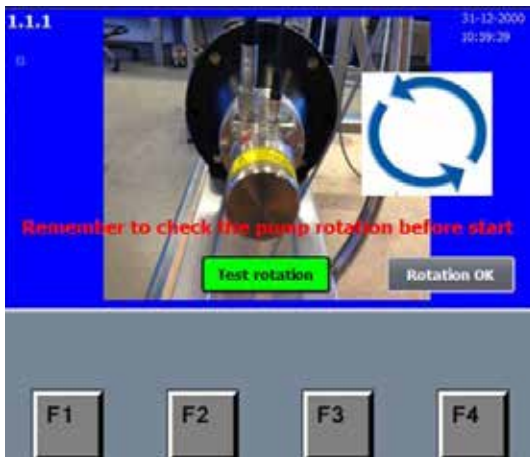 1.1.1
31-12-2000
10:39:29
Remember to check the pump rotation before start
Test rotation
Rotation OK
F1
F2
F3
F4